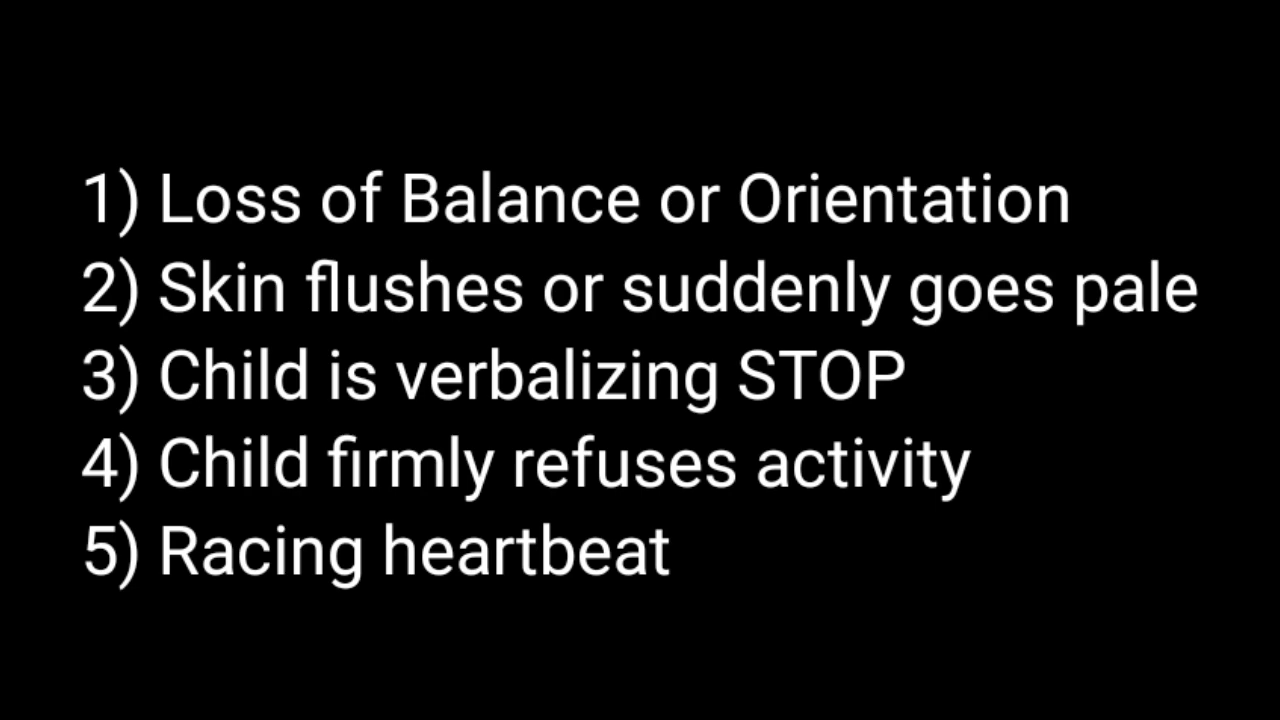 1) Loss of Balance or Orientation
2) Skin flushes or suddenly goes pale
3) Child is verbalizing STOP
4) Child firmly refuses activity
5) Racing heartbeat